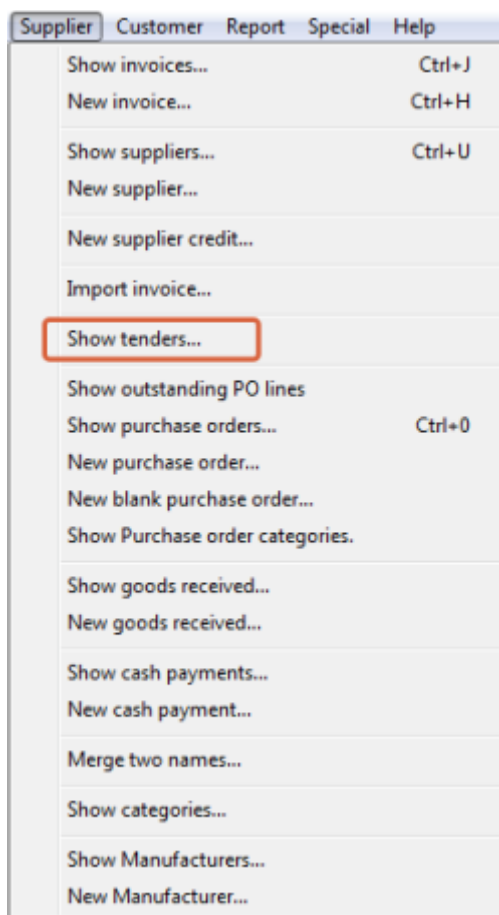 Supplier Customer Report Special Help
Show invoices... Ctrl+J
New invoice... Ctrl+H
Show suppliers... Ctrl+U
New supplier...
New supplier credit...
Import invoice...
Show tenders...
Show outstanding PO lines
Show purchase orders... Ctrl+0
New purchase order...
New blank purchase order...
Show Purchase order categories.
Show goods received...
New goods received...
Show cash payments...
New cash payment...
Merge two names...
Show categories...
Show Manufacturers...
New Manufacturer...